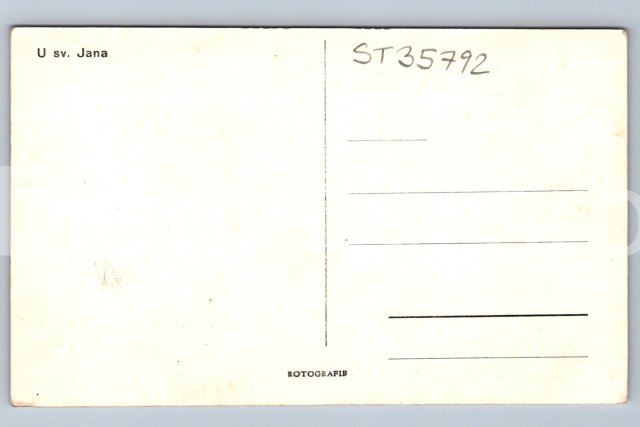 U sv. Jana
ST35792
ROTOGRAFIE